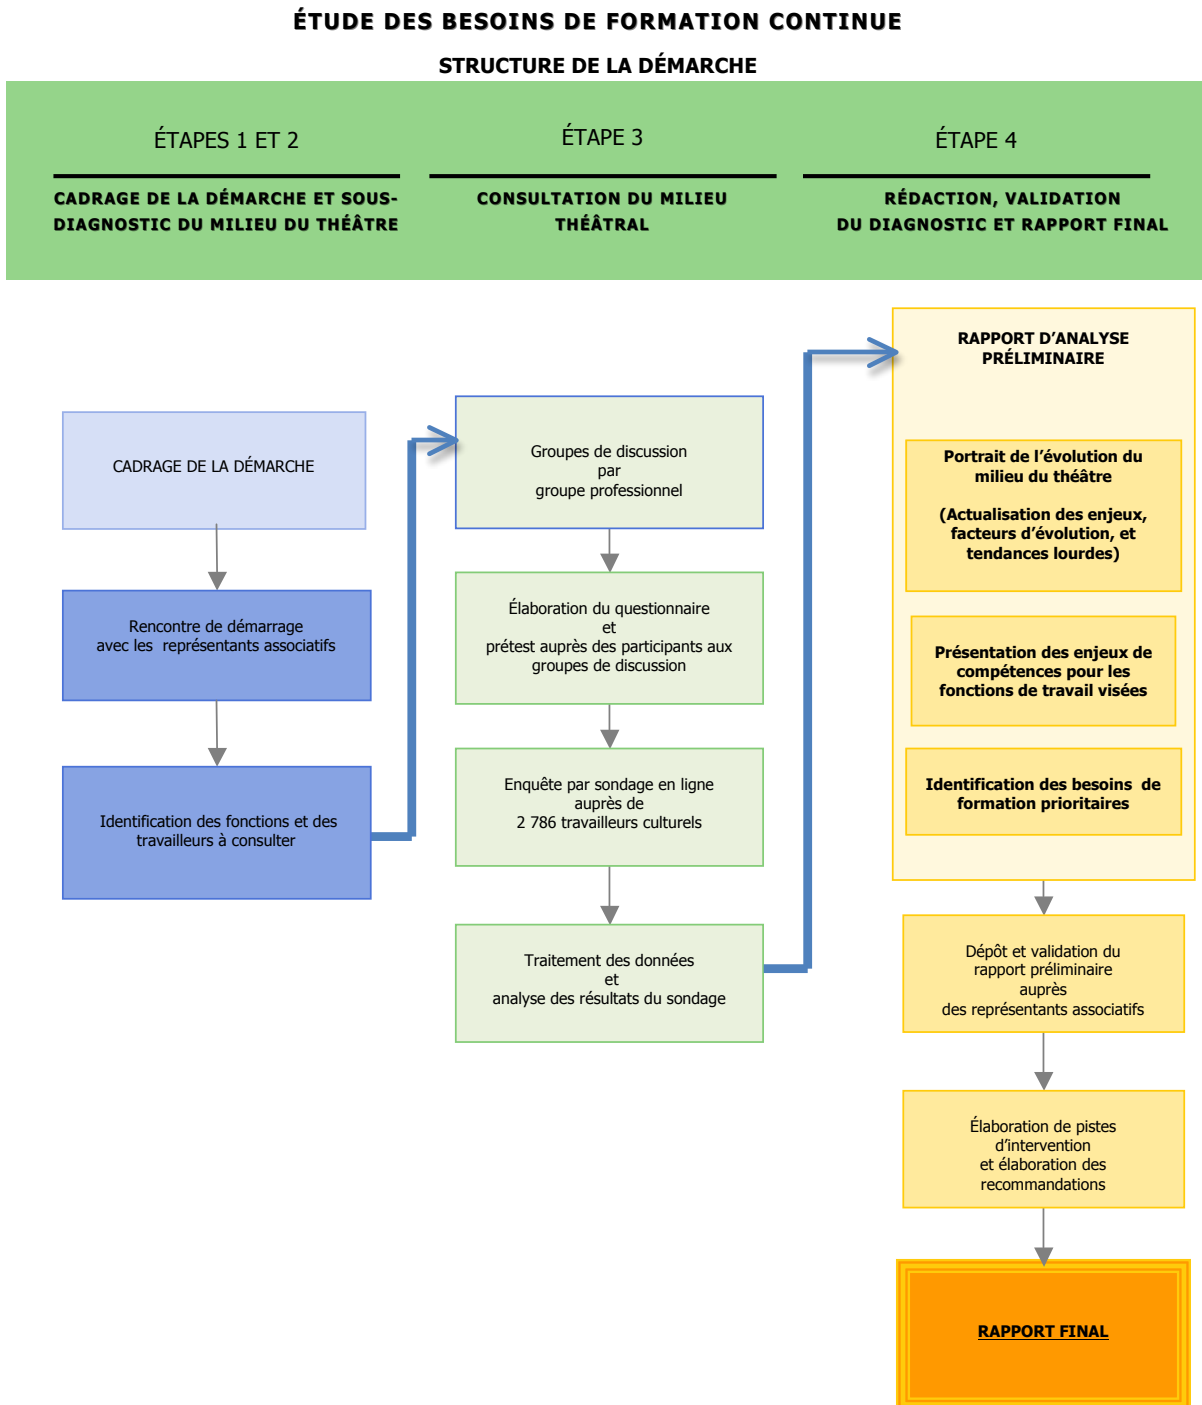 ÉTUDE DES BESOINS DE FORMATION CONTINUE
STRUCTURE DE LA DÉMARCHE
ÉTAPES 1 ET 2
CADRAGE DE LA DÉMARCHE ET SOUS-
DIAGNOSTIC DU MILIEU DU THÉÂTRE
ÉTAPE 3
CONSULTATION DU MILIEU
THÉÂTRAL
ÉTAPE 4
RÉDACTION, VALIDATION
DU DIAGNOSTIC ET RAPPORT FINAL
CADRAGE DE LA DÉMARCHE
Rencontre de démarrage
avec les représentants associatifs
Identification des fonctions et des
travailleurs à consulter
Groupes de discussion
par
groupe professionnel
Élaboration du questionnaire
et
prétest auprès des participants aux
groupes de discussion
Enquête par sondage en ligne
auprès de
2 786 travailleurs culturels
Traitement des données
et
analyse des résultats du sondage
RAPPORT D'ANALYSE
PRÉLIMINAIRE
Portrait de l'évolution du
milieu du théâtre
(Actualisation des enjeux,
facteurs d'évolution, et
tendances lourdes)
Présentation des enjeux de
compétences pour les
fonctions de travail visées
Identification des besoins de
formation prioritaires
Dépôt et validation du
rapport préliminaire
auprès
des représentants associatifs
Élaboration de pistes
d'intervention
et élaboration des
recommandations
RAPPORT FINAL